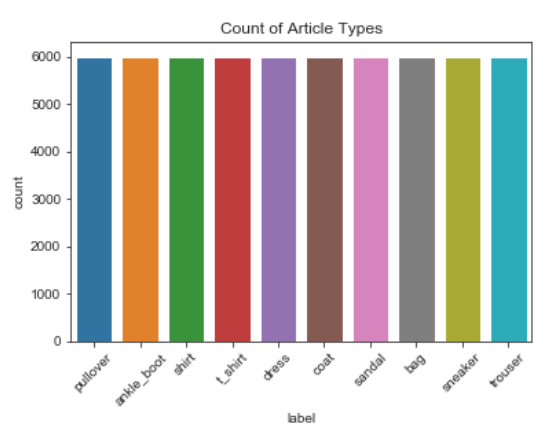 Count of Article Types
6000
5000
4000
3000
2000
1000
0
count
pullover
ankle_boot
shirt
t_shirt
dress
coat
sandal
bag
sneaker
trouser
label